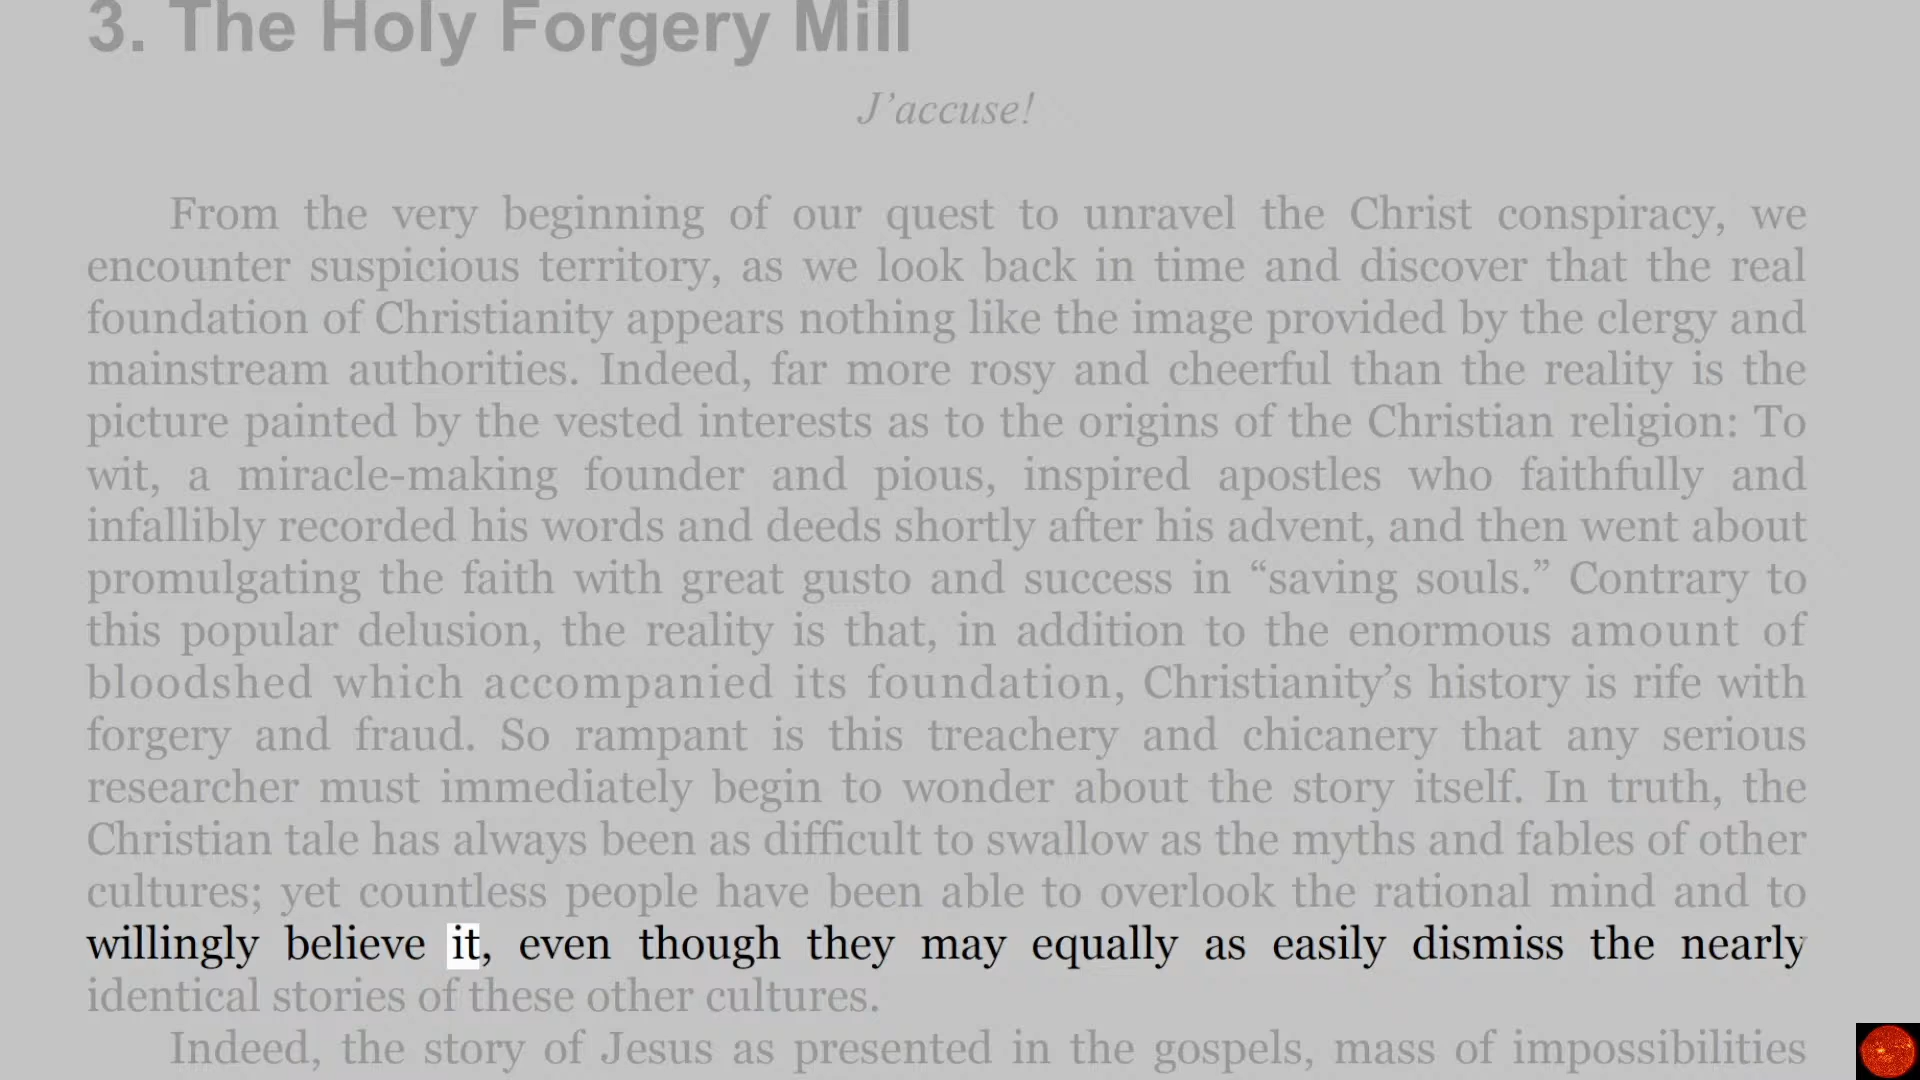 3. The Holy Forgery Mill
J’accuse!
From the very beginning of our quest to unravel the Christ conspiracy, we
encounter suspicious territory, as we look back in time and discover that the real
foundation of Christianity appears nothing like the image provided by the clergy and
mainstream authorities. Indeed, far more rosy and cheerful than the reality is the
picture painted by the vested interests as to the origins of the Christian religion: To
wit, a miracle-making founder and pious, inspired apostles who faithfully and
infallibly recorded his words and deeds shortly after his advent, and then went about
promulgating the faith with great gusto and success in “saving souls.” Contrary to
this popular delusion, the reality is that, in addition to the enormous amount of
bloodshed which accompanied its foundation, Christianity’s history is rife with
forgery and fraud. So rampant is this treachery and chicanery that any serious
researcher must immediately begin to wonder about the story itself. In truth, the
Christian tale has always been as difficult to swallow as the myths and fables of other
cultures; yet countless people have been able to overlook the rational mind and to
willingly believe it, even though they may equally as easily dismiss the nearly
identical stories of these other cultures.
Indeed, the story of Jesus as presented in the gospels, mass of impossibilities